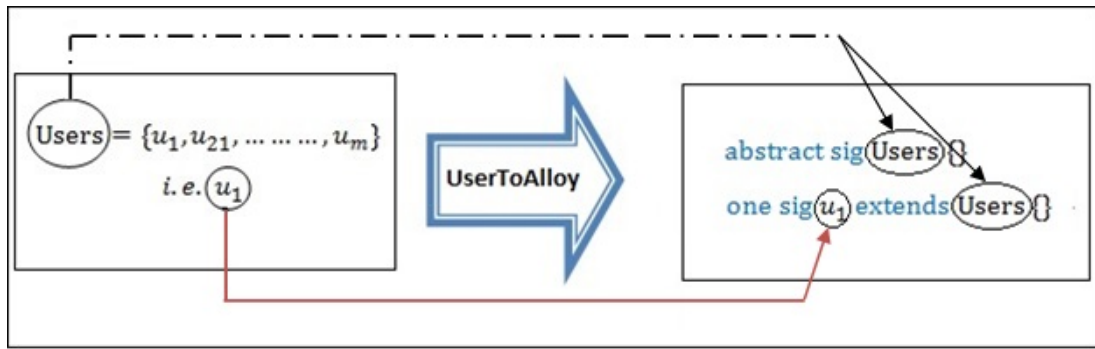 Users = {u₁, u₂₁, … … … , uₘ}
i. e. u₁
UserToAlloy
abstract sig Users {}
one sig u₁ extends Users {}